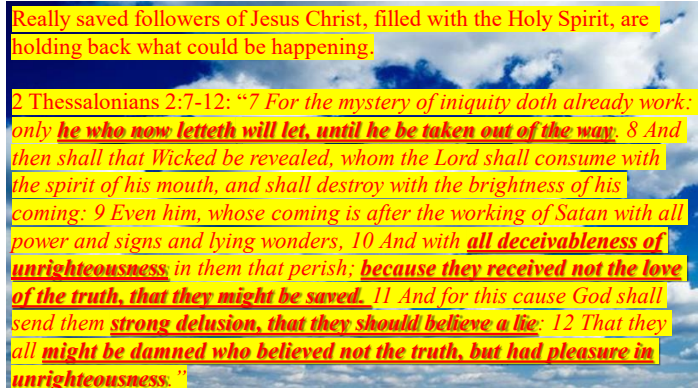 Really saved followers of Jesus Christ, filled with the Holy Spirit, are
holding back what could be happening.
2 Thessalonians 2:7-12: “7 For the mystery of iniquity doth already work:
only he who now letteth will let, until he be taken out of the way. 8 And
then shall that Wicked be revealed, whom the Lord shall consume with
the spirit of his mouth, and shall destroy with the brightness of his
coming: 9 Even him, whose coming is after the working of Satan with all
power and signs and lying wonders, 10 And with all deceivableness of
unrighteousness in them that perish; because they received not the love
of the truth, that they might be saved. 11 And for this cause God shall
send them strong delusion, that they should believe a lie: 12 That they
all might be damned who believed not the truth, but had pleasure in
unrighteousness.”